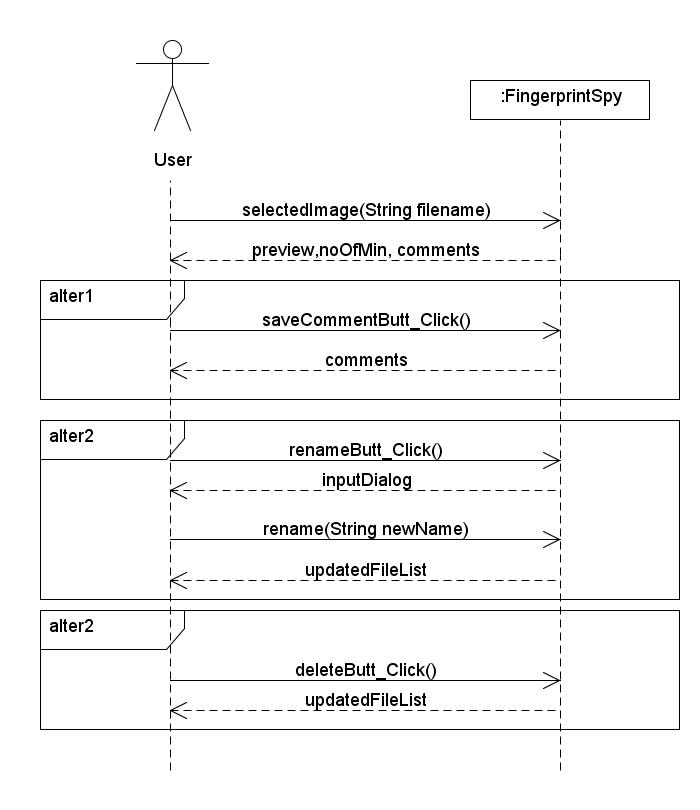 :FingerprintSpy
User
selectedImage(String filename)
preview,noOfMin, comments
alter1
saveCommentButt_Click()
comments
alter2
renameButt_Click()
inputDialog
rename(String newName)
updatedFileList
alter2
deleteButt_Click()
updatedFileList